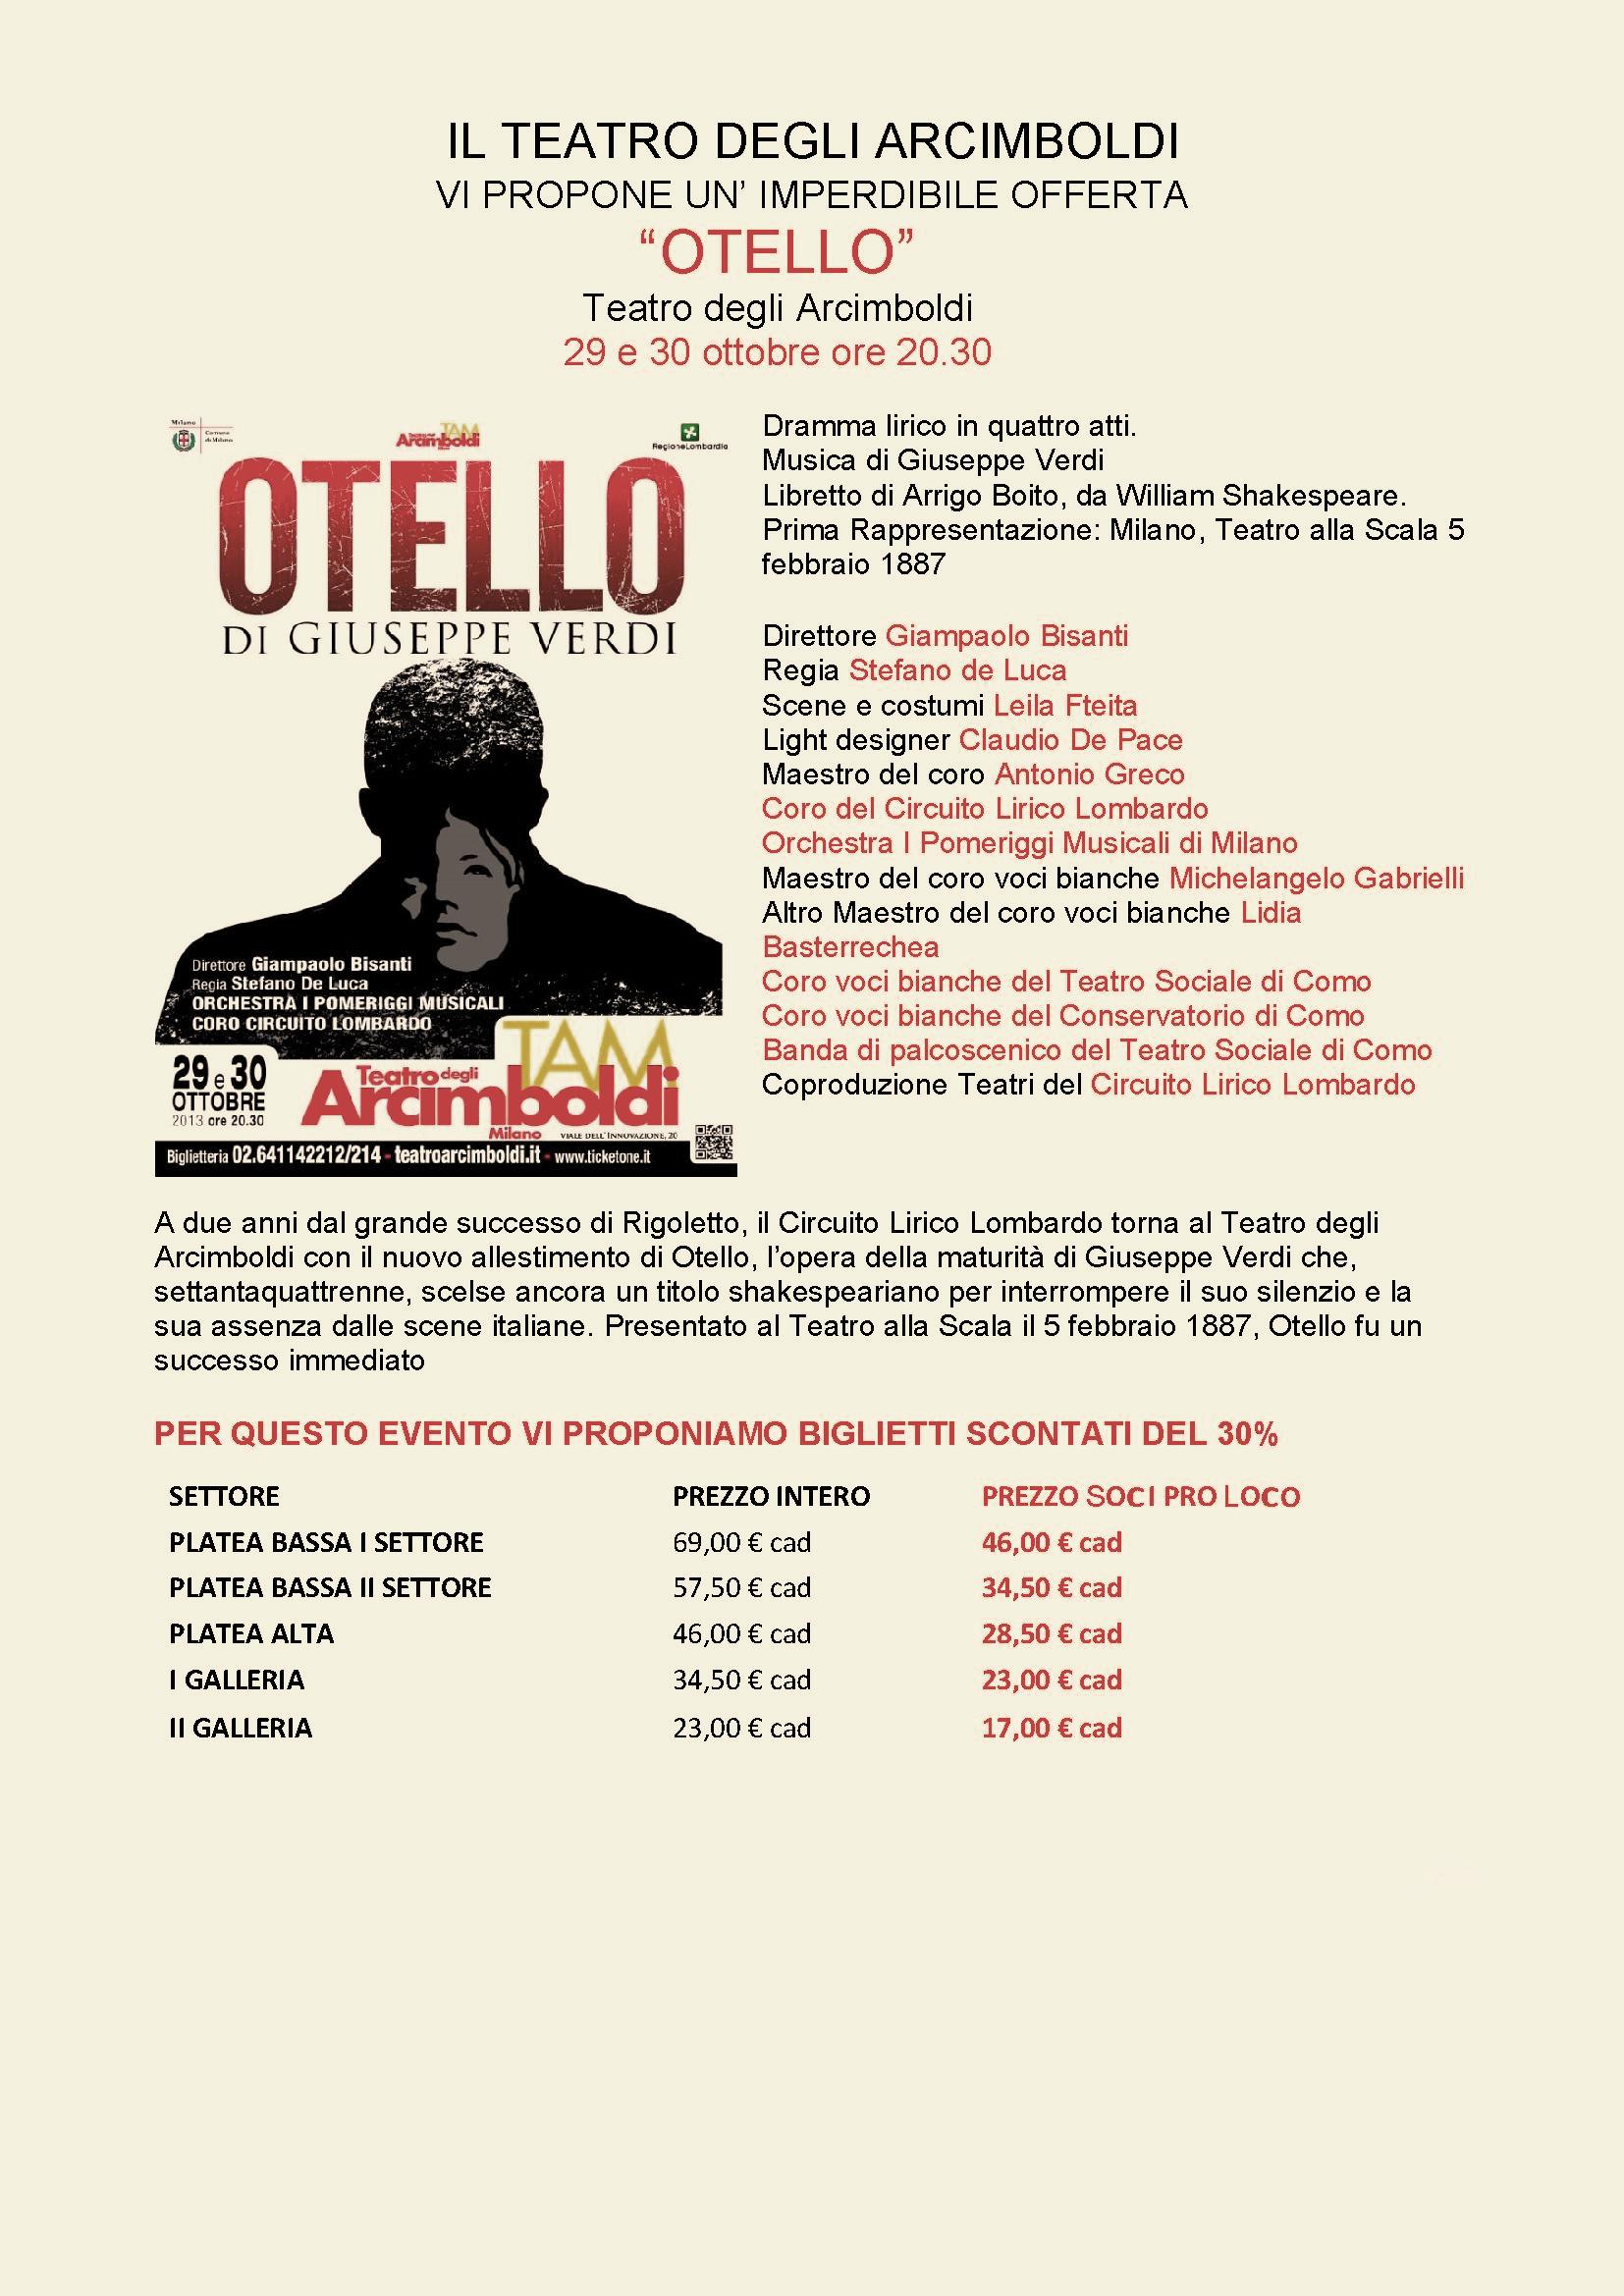 IL TEATRO DEGLI ARCIMBOLDI
VI PROPONE UN’ IMPERDIBILE OFFERTA
“OTELLO”
Teatro degli Arcimboldi
29 e 30 ottobre ore 20.30
Milano
Comune
di Milano
Arcimboldi
TAM
RegioneLombardia
OTELLO
DI GIUSEPPE VERDI
Direttore Giampaolo Bisanti
Regia Stefano De Luca
ORCHESTRA I POMERIGGI MUSICALI
CORO CIRCUITO LOMBARDO
29 e 30
OTTOBRE
2013 ore 20.30
TAM
Teatro degli
Arcimboldi
Milano VIALE DELL'INNOVAZIONE, 20
Biglietteria 02.641142212/214 - teatroarcimboldi.it - www.ticketone.it
Dramma lirico in quattro atti.
Musica di Giuseppe Verdi
Libretto di Arrigo Boito, da William Shakespeare.
Prima Rappresentazione: Milano, Teatro alla Scala 5
febbraio 1887
Direttore Giampaolo Bisanti
Regia Stefano de Luca
Scene e costumi Leila Fteita
Light designer Claudio De Pace
Maestro del coro Antonio Greco
Coro del Circuito Lirico Lombardo
Orchestra I Pomeriggi Musicali di Milano
Maestro del coro voci bianche Michelangelo Gabrielli
Altro Maestro del coro voci bianche Lidia
Basterrechea
Coro voci bianche del Teatro Sociale di Como
Coro voci bianche del Conservatorio di Como
Banda di palcoscenico del Teatro Sociale di Como
Coproduzione Teatri del Circuito Lirico Lombardo
A due anni dal grande successo di Rigoletto, il Circuito Lirico Lombardo torna al Teatro degli
Arcimboldi con il nuovo allestimento di Otello, l’opera della maturità di Giuseppe Verdi che,
settantaquattrenne, scelse ancora un titolo shakespeariano per interrompere il suo silenzio e la
sua assenza dalle scene italiane. Presentato al Teatro alla Scala il 5 febbraio 1887, Otello fu un
successo immediato
PER QUESTO EVENTO VI PROPONIAMO BIGLIETTI SCONTATI DEL 30%
SETTORE PREZZO INTERO PREZZO SOCI PRO LOCO
PLATEA BASSA I SETTORE 69,00 € cad 46,00 € cad
PLATEA BASSA II SETTORE 57,50 € cad 34,50 € cad
PLATEA ALTA 46,00 € cad 28,50 € cad
I GALLERIA 34,50 € cad 23,00 € cad
II GALLERIA 23,00 € cad 17,00 € cad